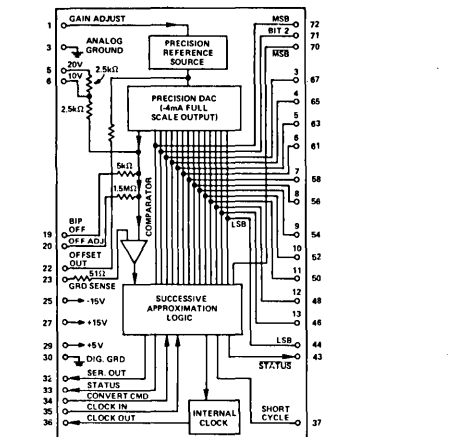 1 GAIN ADJUST
3 ANALOG GROUND
5 20V
6 10V
2.5kΩ
2.5kΩ
PRECISION REFERENCE SOURCE
PRECISION DAC (-4mA FULL SCALE OUTPUT)
5kΩ
1.5MΩ
COMPARATOR
19 BIP OFF
20 OFF ADJ
22 OFFSET OUT
23 GRD SENSE
51Ω
25 -15V
27 +15V
29 +5V
30 DIG. GRD
32 SER. OUT
33 STATUS
34 CONVERT CMD
35 CLOCK IN
36 CLOCK OUT
SUCCESSIVE APPROXIMATION LOGIC
INTERNAL CLOCK
LSB
MSB 72
BIT 2 71
MSB 70
3 67
4 65
5 63
6 61
7 58
8 56
9 54
10 52
11 50
12 48
13 46
LSB 44
STATUS 43
SHORT CYCLE 37